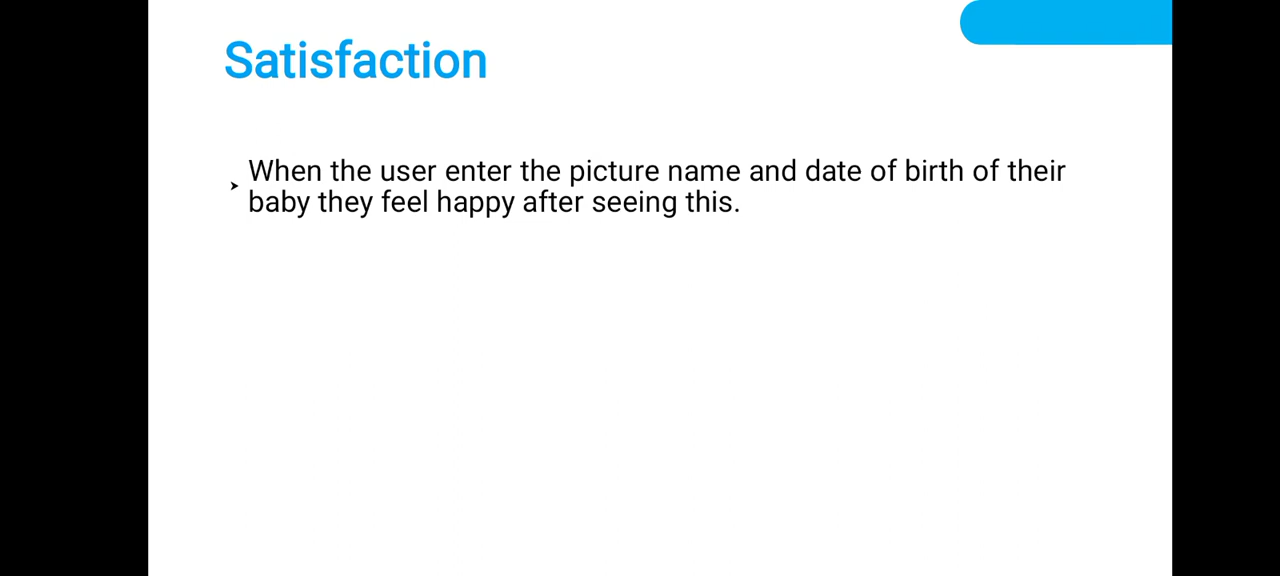 Satisfaction
When the user enter the picture name and date of birth of their
baby they feel happy after seeing this.